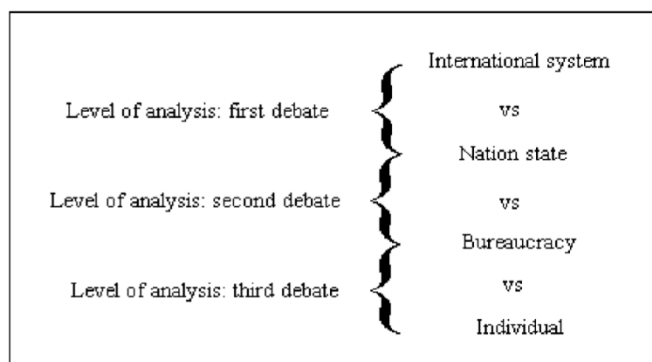 International system
Level of analysis: first debate
vs
Nation state
Level of analysis: second debate
vs
Bureaucracy
Level of analysis: third debate
vs
Individual